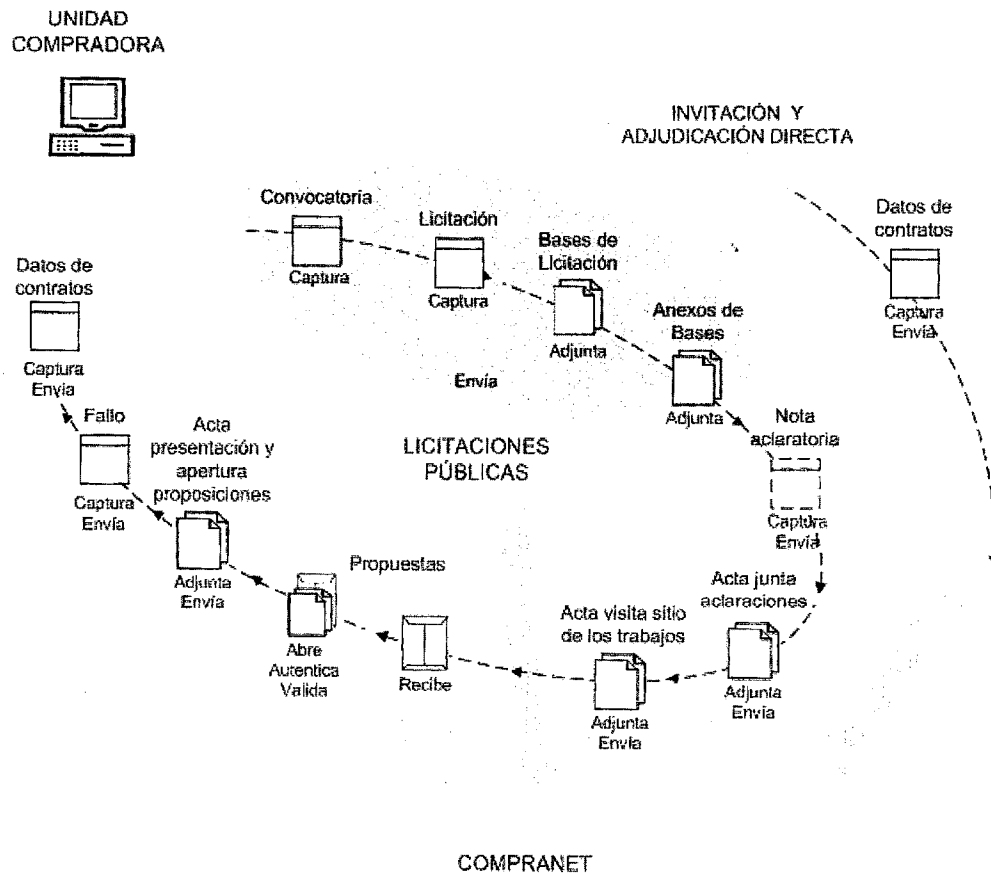 UNIDAD
COMPRADORA
INVITACIÓN Y
ADJUDICACIÓN DIRECTA
Convocatoria
Captura
Licitación
Captura
Bases de
Licitación
Adjunta
Anexos de
Bases
Adjunta
Envía
Datos de
contratos
Captura
Envía
Nota
aclaratoria
Captura
Envía
Acta junta
aclaraciones
Adjunta
Envía
Acta visita sitio
de los trabajos
Adjunta
Envía
Propuestas
Recibe
Abre
Autentica
Valida
Acta
presentación y
apertura
proposiciones
Adjunta
Envía
Fallo
Captura
Envía
Datos de
contratos
Captura
Envía
LICITACIONES
PÚBLICAS
COMPRANET